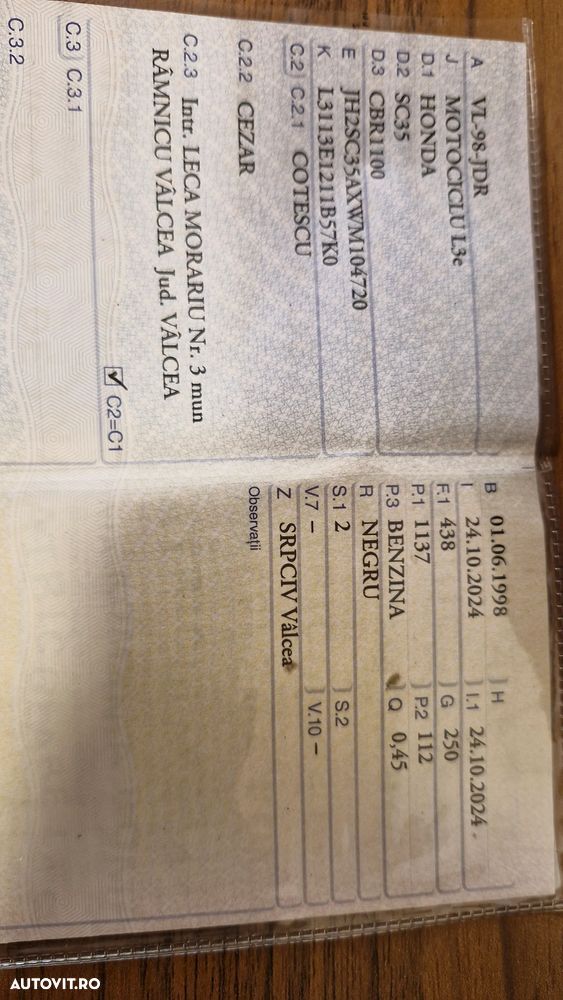 A VL-98-JDR
J MOTOCICLU L3e
D.1 HONDA
D.2 SC35
D.3 CBR1100
E JH2SC35AXWM104720
K L3113E1211B57K0
C.2 C.2.1 COTESCU
C.2.2 CEZAR
C.2.3 Intr. LECA MORARIU Nr. 3 mun
RÂMNICU VÂLCEA Jud. VÂLCEA
C2=C1
C.3 C.3.1
C.3.2
B 01.06.1998 H
I 24.10.2024 I.1 24.10.2024
F.1 438 G 250
P.1 1137 P.2 112
P.3 BENZINA Q 0,45
R NEGRU
S.1 2 S.2
V.7 – V.10 –
Z SRPCIV Vâlcea
Observații
AUTOVIT.RO